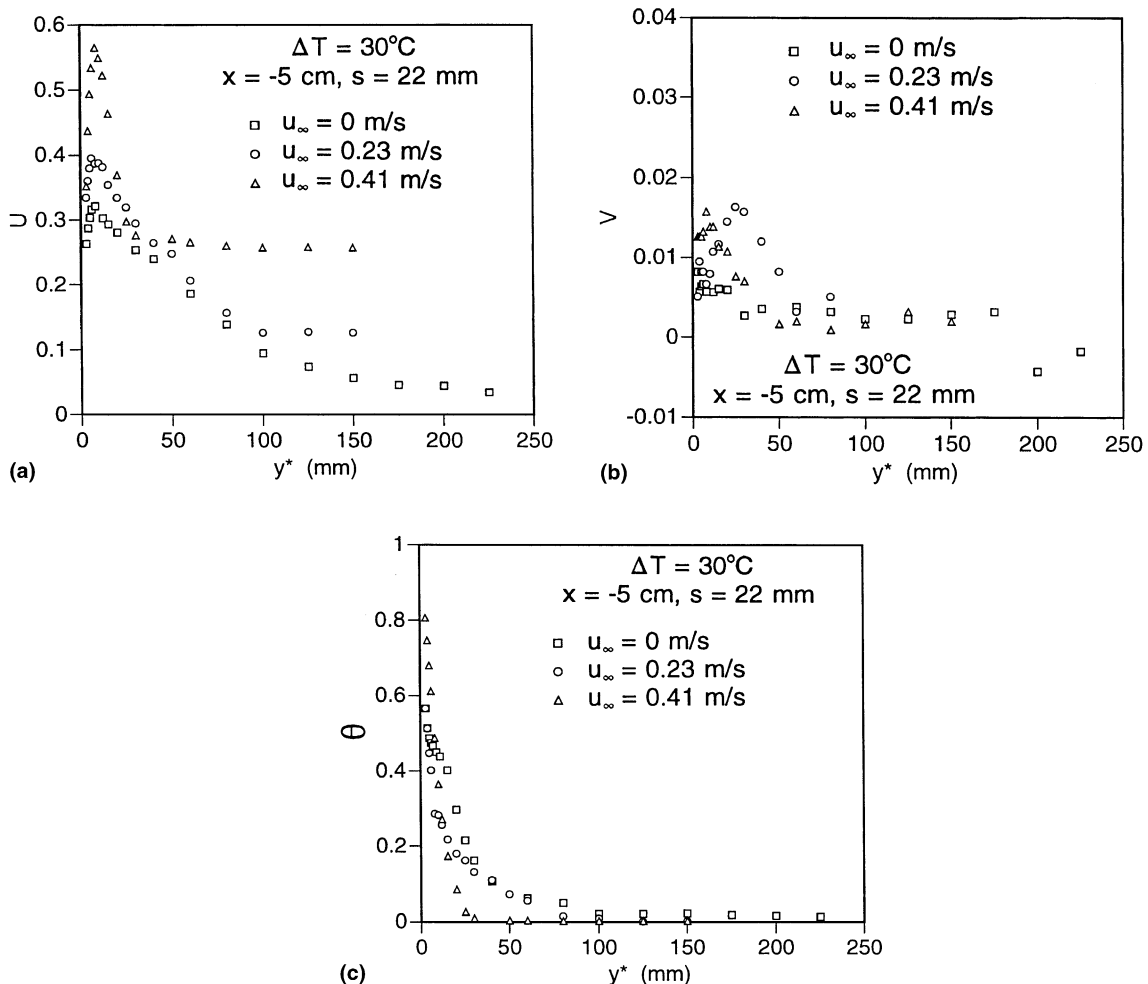 0.6
0.5
0.4
0.3
0.2
0.1
0
U
ΔT = 30°C
x = -5 cm, s = 22 mm
u∞ = 0 m/s
u∞ = 0.23 m/s
u∞ = 0.41 m/s
0 50 100 150 200 250
y* (mm)
(a)
0.04
0.03
0.02
0.01
0
-0.01
V
u∞ = 0 m/s
u∞ = 0.23 m/s
u∞ = 0.41 m/s
ΔT = 30°C
x = -5 cm, s = 22 mm
0 50 100 150 200 250
y* (mm)
(b)
1
0.8
0.6
0.4
0.2
0
θ
ΔT = 30°C
x = -5 cm, s = 22 mm
u∞ = 0 m/s
u∞ = 0.23 m/s
u∞ = 0.41 m/s
0 50 100 150 200 250
y* (mm)
(c)